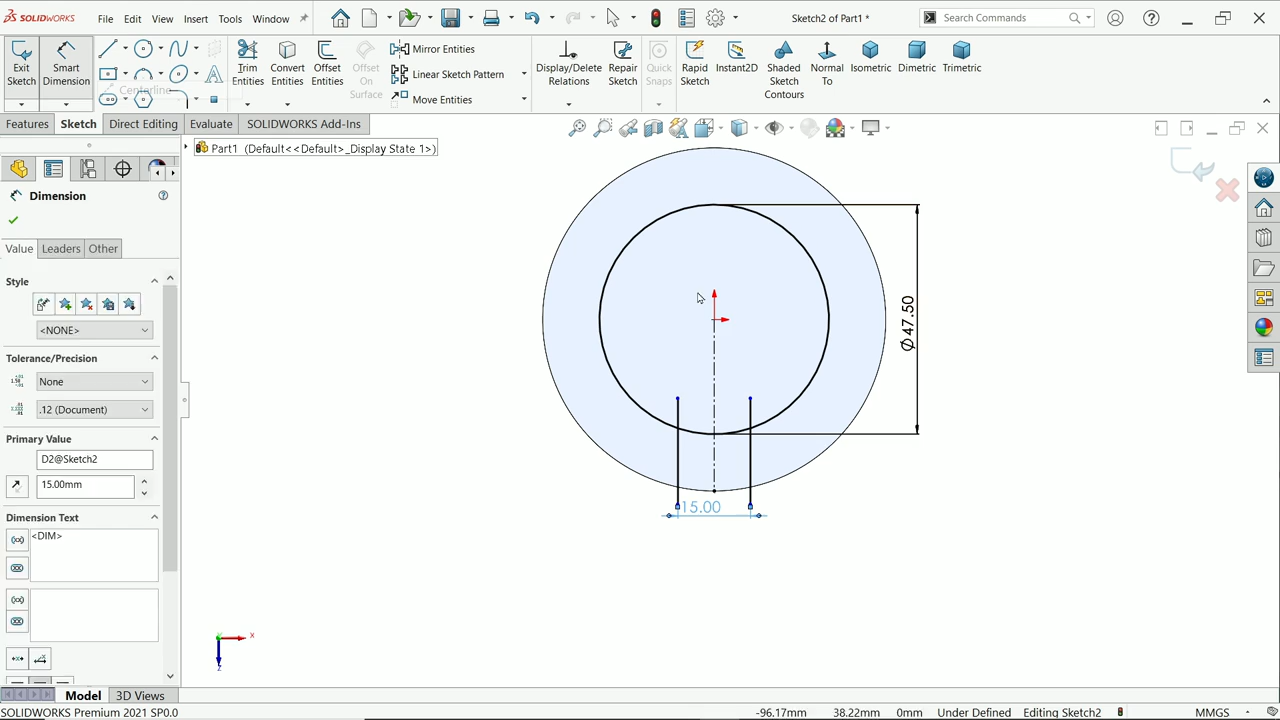 SOLIDWORKS
File
Edit
View
Insert
Tools
Window
Sketch2 of Part1 *
Search Commands
Exit Sketch
Smart Dimension
Centerline
Trim Entities
Convert Entities
Offset Entities
Offset On Surface
Mirror Entities
Linear Sketch Pattern
Move Entities
Display/Delete Relations
Repair Sketch
Quick Snaps
Rapid Sketch
Instant2D
Shaded Sketch Contours
Normal To
Isometric
Dimetric
Trimetric
Features
Sketch
Direct Editing
Evaluate
SOLIDWORKS Add-Ins
Part1 (Default<<Default>_Display State 1>)
Dimension
Value
Leaders
Other
Style
<NONE>
Tolerance/Precision
None
.12 (Document)
Primary Value
D2@Sketch2
15.00mm
Dimension Text
<DIM>
Ø47.50
15.00
x
z
Model
3D Views
SOLIDWORKS Premium 2021 SP0.0
-96.17mm
38.22mm
0mm
Under Defined
Editing Sketch2
MMGS